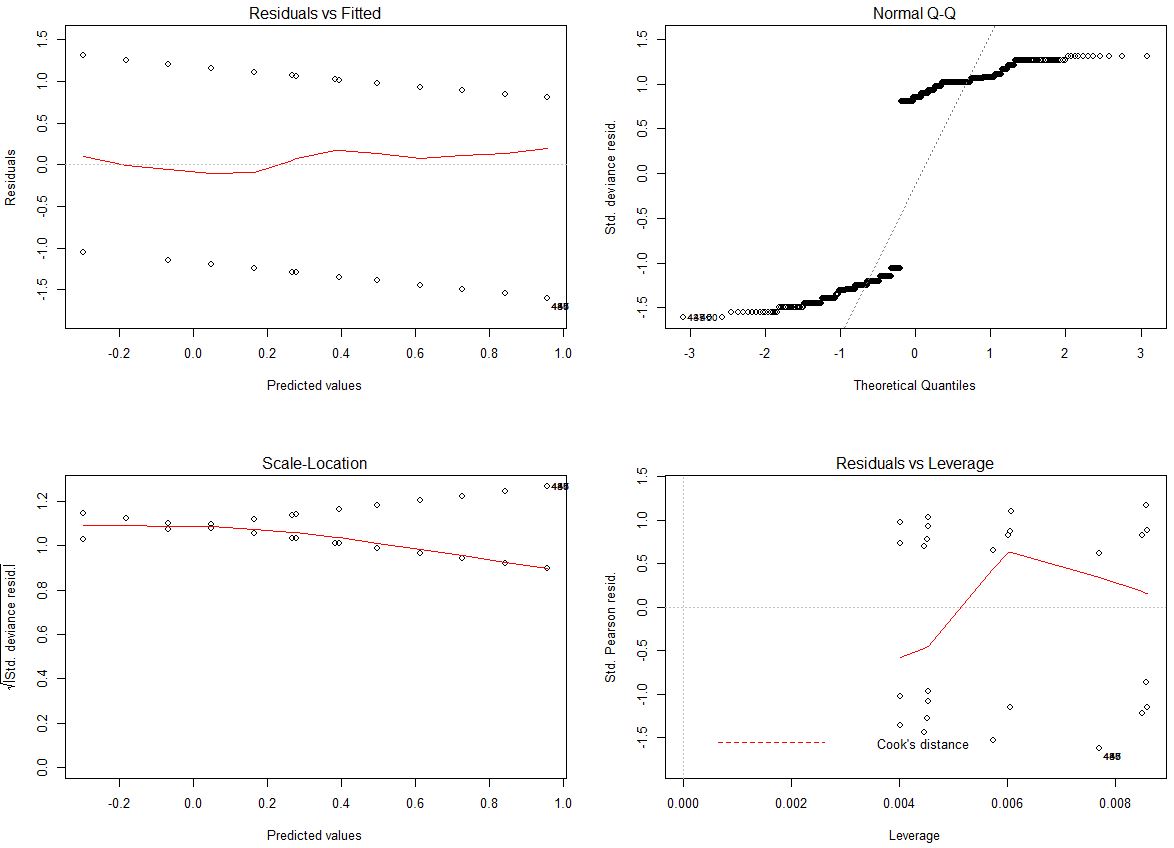 Residuals vs Fitted
Residuals
1.5
1.0
0.5
0.0
-0.5
-1.0
-1.5
-0.2 0.0 0.2 0.4 0.6 0.8 1.0
Predicted values
Normal Q-Q
Std. deviance resid.
1.5
1.0
0.5
0.0
-0.5
-1.0
-1.5
-3 -2 -1 0 1 2 3
Theoretical Quantiles
Scale-Location
√|Std. deviance resid.|
1.2
1.0
0.8
0.6
0.4
0.2
0.0
-0.2 0.0 0.2 0.4 0.6 0.8 1.0
Predicted values
Residuals vs Leverage
Std. Pearson resid.
1.5
1.0
0.5
0.0
-0.5
-1.0
-1.5
Cook's distance
0.000 0.002 0.004 0.006 0.008
Leverage